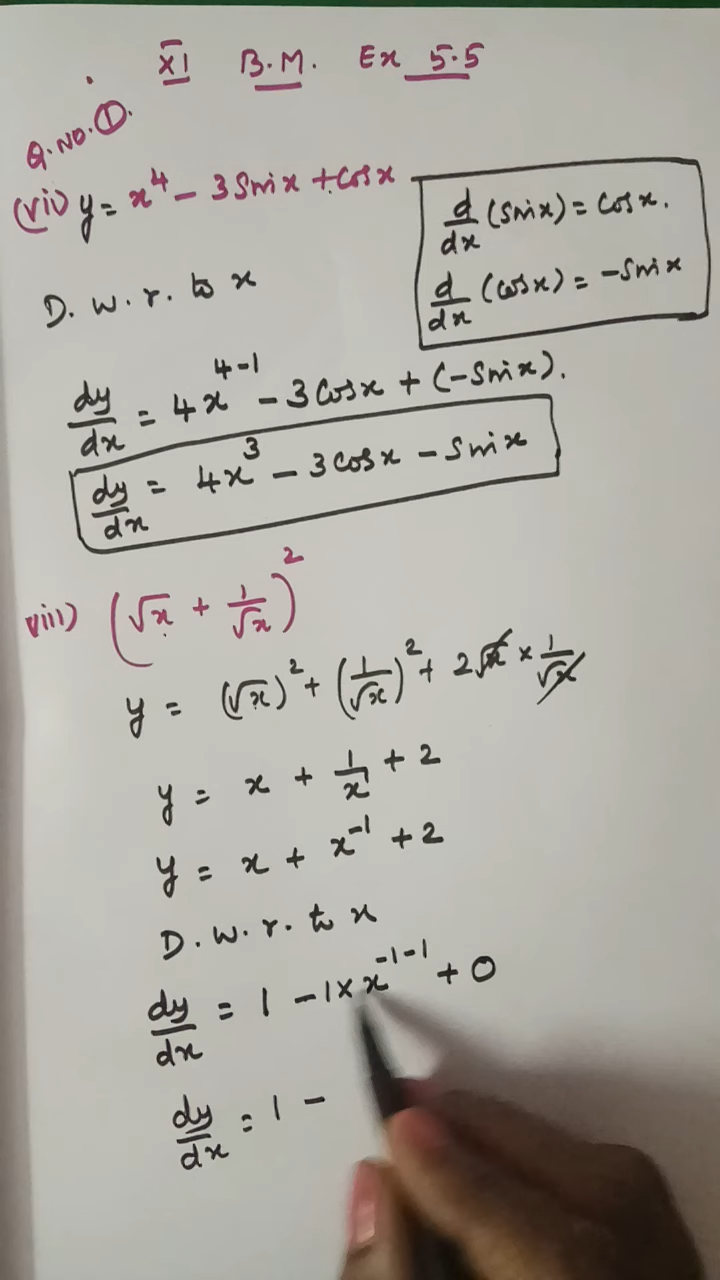 XI B.M. Ex 5.5
Q.NO.①.
(vii) y = x⁴ - 3 Sin x + Cos x
d/dx (Sin x) = Cos x.
d/dx (Cos x) = - Sin x
D. w. r. to x
dy/dx = 4x⁴⁻¹ - 3 Cos x + (- Sin x).
dy/dx = 4x³ - 3 Cos x - Sin x
viii) (√x + 1/√x)²
y = (√x)² + (1/√x)² + 2√x × 1/√x
y = x + 1/x + 2
y = x + x⁻¹ + 2
D. w. r. to x
dy/dx = 1 - 1 × x⁻¹⁻¹ + 0
dy/dx = 1 -